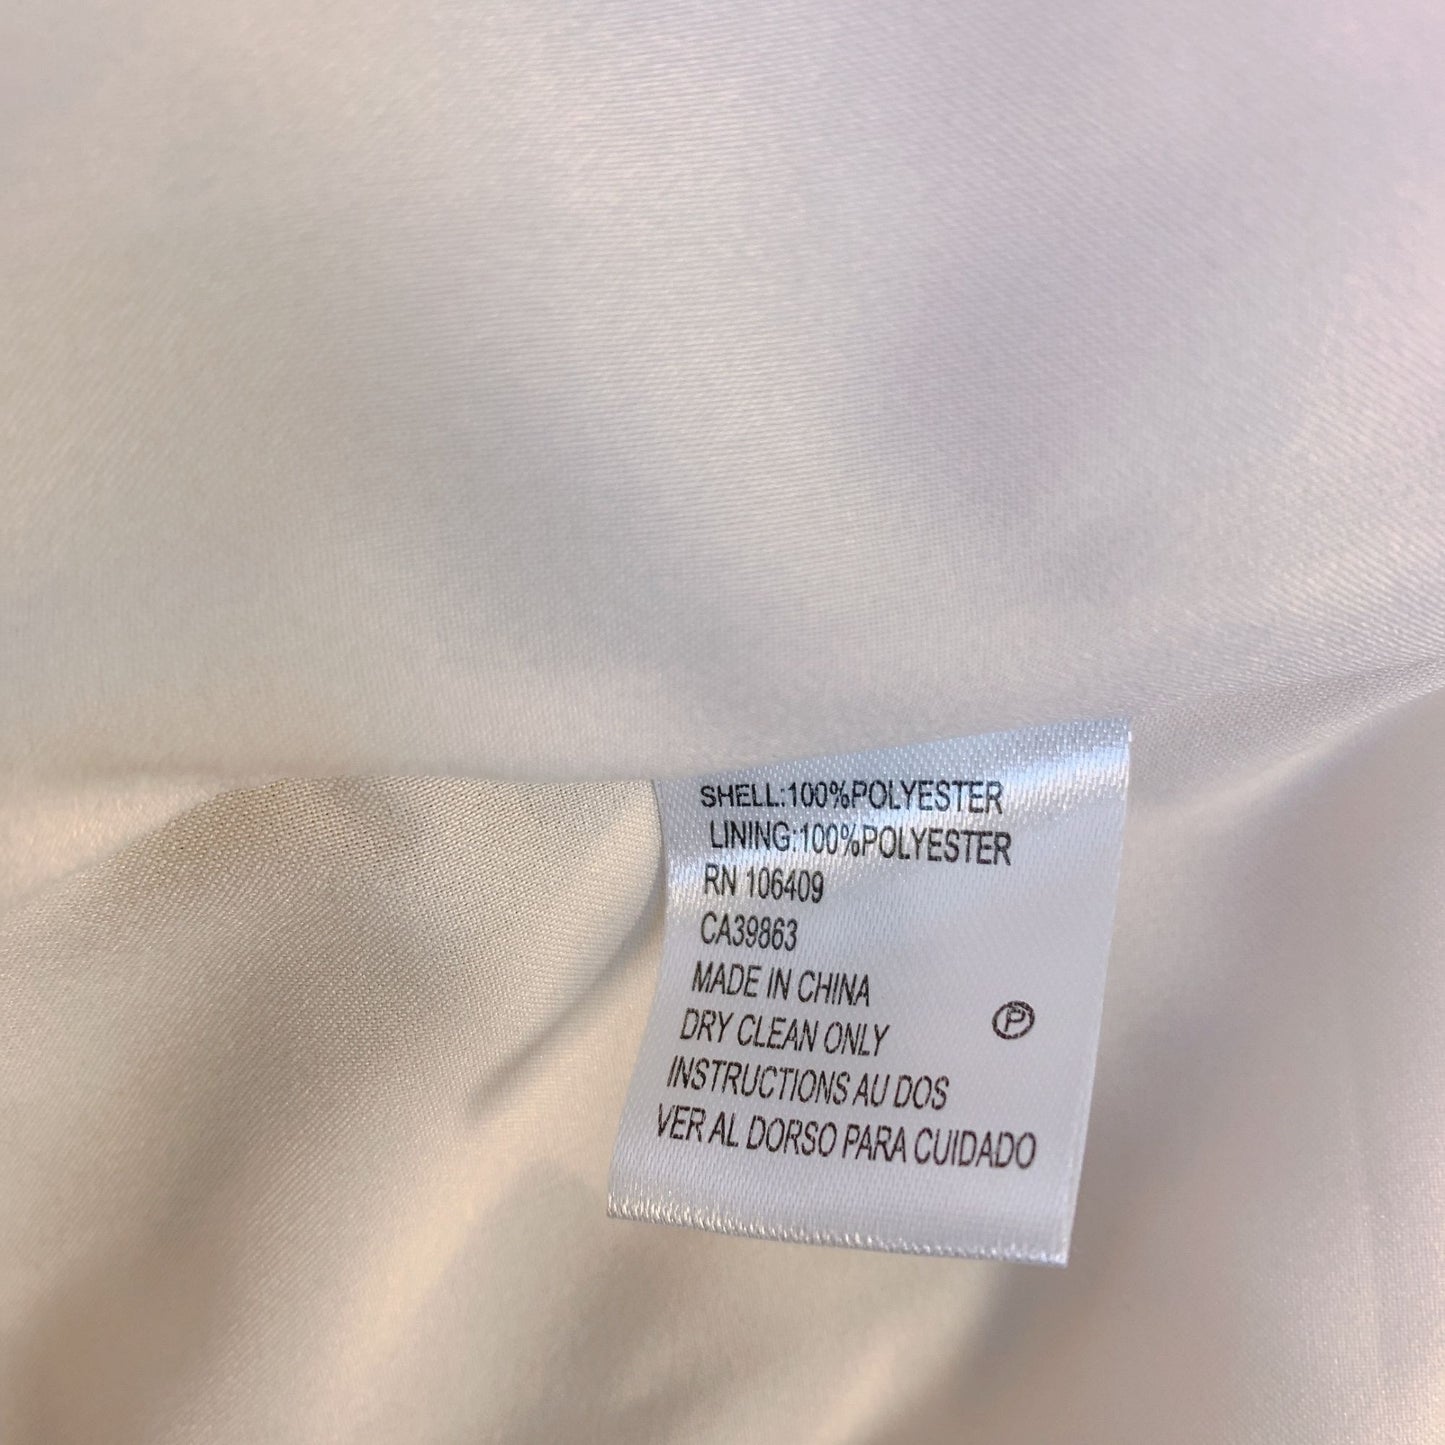 SHELL:100%POLYESTER
LINING:100%POLYESTER
RN 106409
CA39863
MADE IN CHINA
DRY CLEAN ONLY
P
INSTRUCTIONS AU DOS
VER AL DORSO PARA CUIDADO